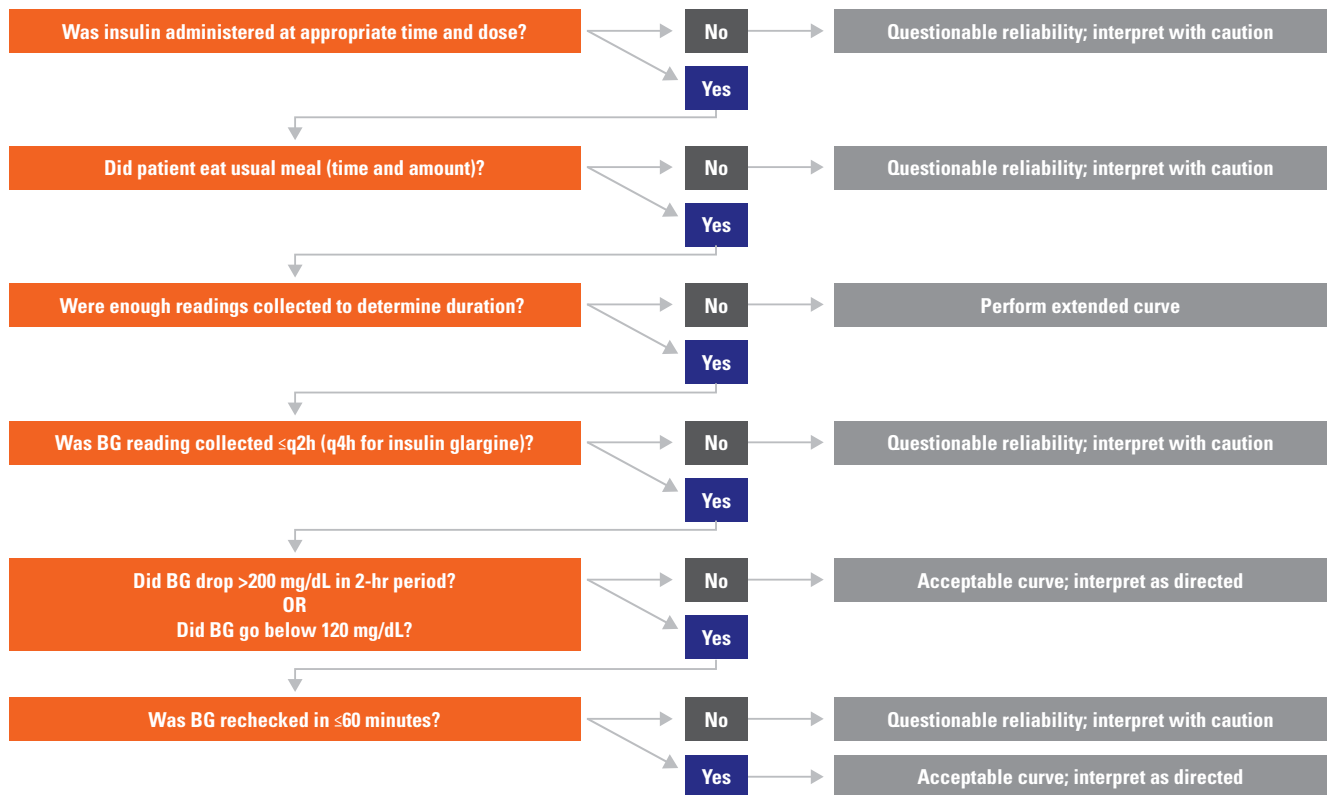 Was insulin administered at appropriate time and dose?
No
Questionable reliability; interpret with caution
Yes
Did patient eat usual meal (time and amount)?
No
Questionable reliability; interpret with caution
Yes
Were enough readings collected to determine duration?
No
Perform extended curve
Yes
Was BG reading collected ≤q2h (q4h for insulin glargine)?
No
Questionable reliability; interpret with caution
Yes
Did BG drop >200 mg/dL in 2-hr period?
OR
Did BG go below 120 mg/dL?
No
Acceptable curve; interpret as directed
Yes
Was BG rechecked in ≤60 minutes?
No
Questionable reliability; interpret with caution
Yes
Acceptable curve; interpret as directed